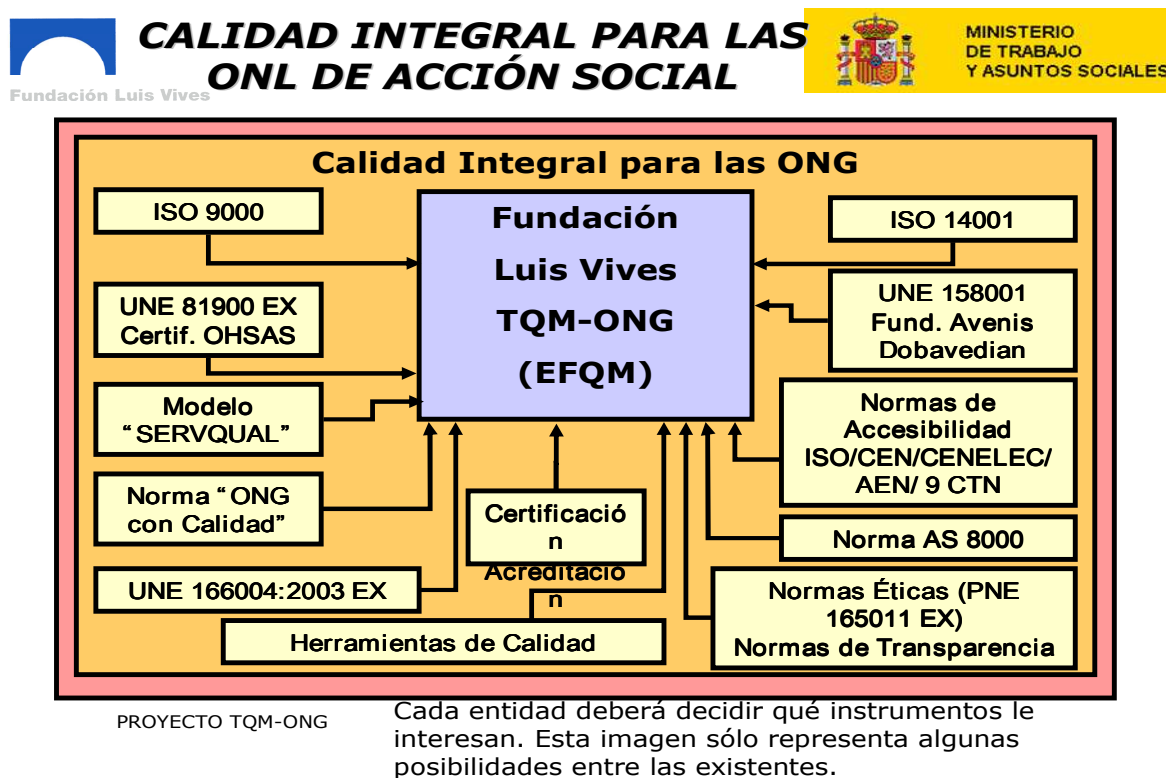 CALIDAD INTEGRAL PARA LAS
ONL DE ACCIÓN SOCIAL
Fundación Luis Vives
MINISTERIO
DE TRABAJO
Y ASUNTOS SOCIALES
Calidad Integral para las ONG
ISO 9000
UNE 81900 EX
Certif. OHSAS
Modelo
“SERVQUAL”
Norma “ONG
con Calidad”
UNE 166004:2003 EX
Herramientas de Calidad
Fundación
Luis Vives
TQM-ONG
(EFQM)
Certificació
n
Acreditación
n
ISO 14001
UNE 158001
Fund. Avenis
Dobavedian
Normas de
Accesibilidad
ISO/CEN/CENELEC/
AEN/ 9 CTN
Norma AS 8000
Normas Éticas (PNE
165011 EX)
Normas de Transparencia
PROYECTO TQM-ONG
Cada entidad deberá decidir qué instrumentos le
interesan. Esta imagen sólo representa algunas
posibilidades entre las existentes.